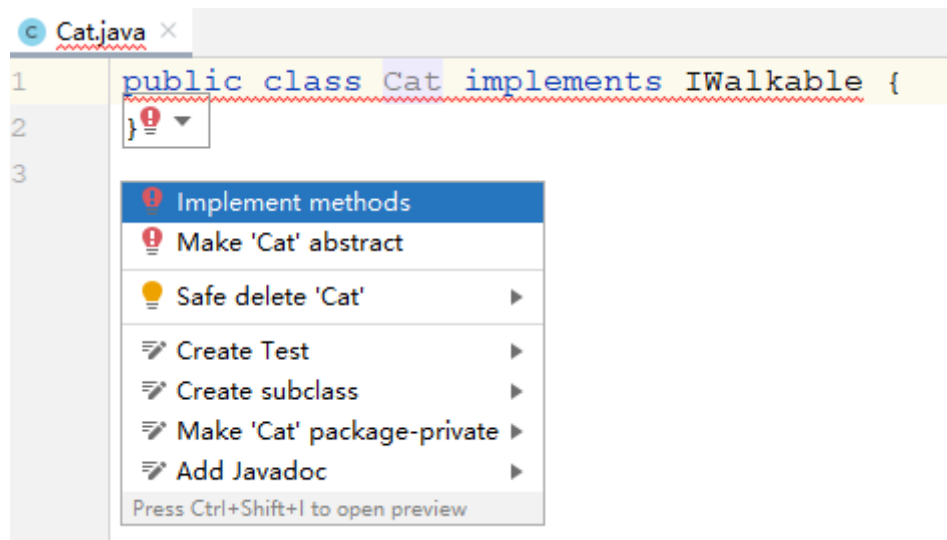 C Cat.java
1 public class Cat implements IWalkable {
2 }
3
Implement methods
Make 'Cat' abstract
Safe delete 'Cat'
Create Test
Create subclass
Make 'Cat' package-private
Add Javadoc
Press Ctrl+Shift+I to open preview